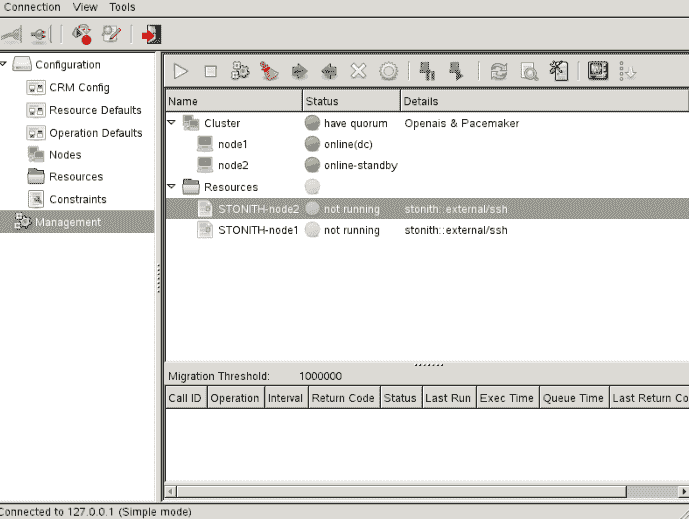 Connection View Tools
Configuration
CRM Config
Resource Defaults
Operation Defaults
Nodes
Resources
Constraints
Management
Name Status Details
Cluster have quorum Openais & Pacemaker
node1 online(dc)
node2 online-standby
Resources
STONITH-node2 not running stonith::external/ssh
STONITH-node1 not running stonith::external/ssh
Migration Threshold: 1000000
Call ID Operation Interval Return Code Status Last Run Exec Time Queue Time Last Return Co
Connected to 127.0.0.1 (Simple mode)